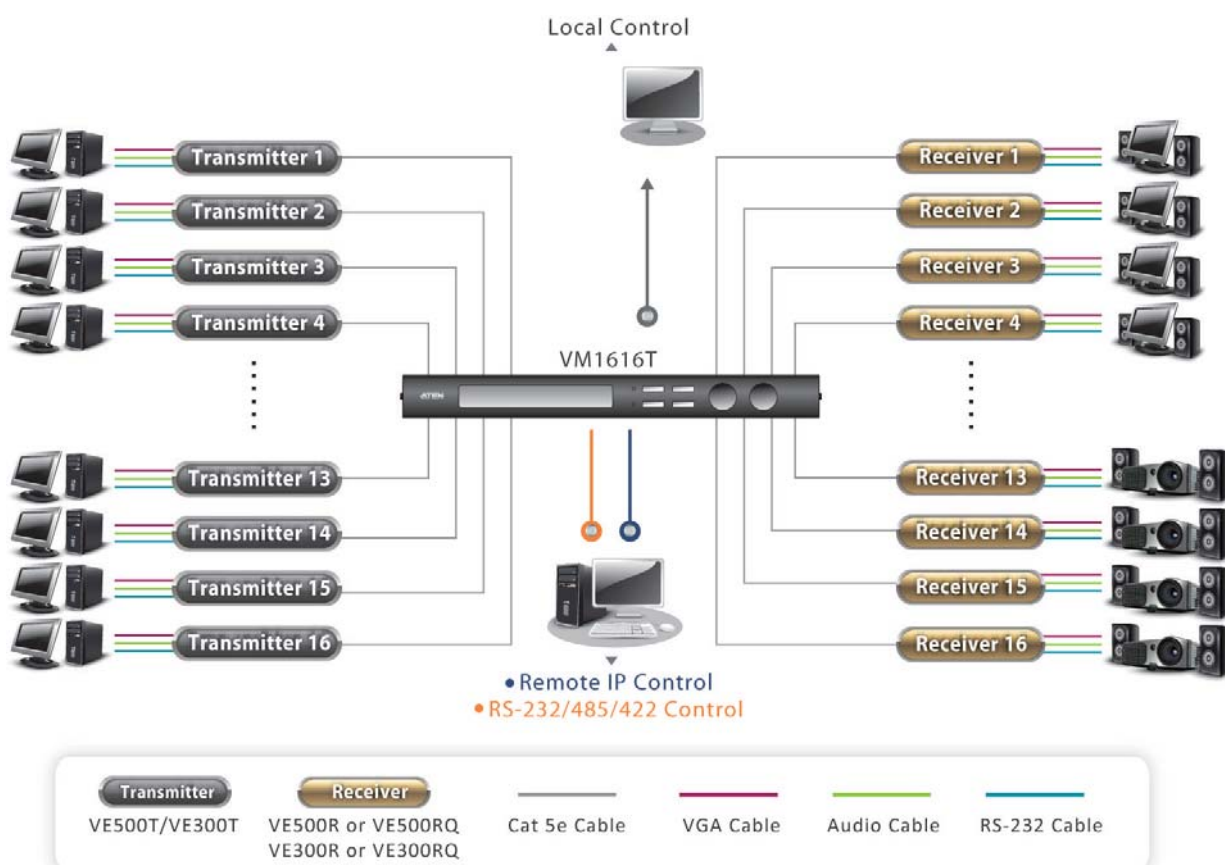 Local Control
Transmitter 1
Transmitter 2
Transmitter 3
Transmitter 4
Receiver 1
Receiver 2
Receiver 3
Receiver 4
VM1616T
ATEN
Transmitter 13
Transmitter 14
Transmitter 15
Transmitter 16
Receiver 13
Receiver 14
Receiver 15
Receiver 16
• Remote IP Control
• RS-232/485/422 Control
Transmitter
VE500T/VE300T
Receiver
VE500R or VE500RQ
VE300R or VE300RQ
Cat 5e Cable
VGA Cable
Audio Cable
RS-232 Cable